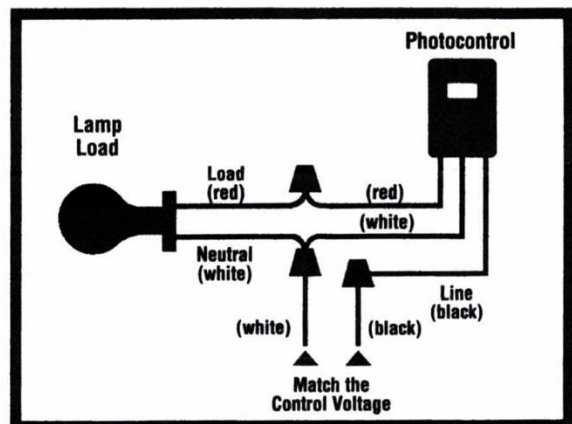 Photocontrol
Lamp
Load
Load
(red)
(red)
(white)
Neutral
(white)
Line
(black)
(white)
(black)
Match the
Control Voltage